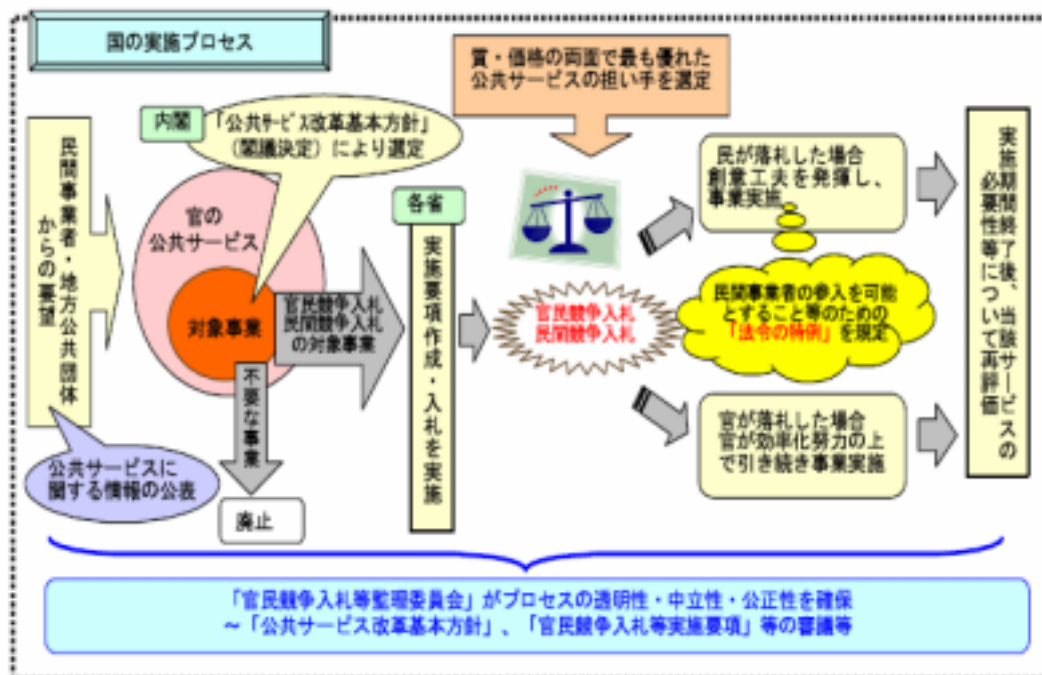 国の実施プロセス
質・価格の両面で最も優れた
公共サービスの担い手を選定
内閣
「公共サービス改革基本方針」
(閣議決定)により選定
民間事業者・地方公共団体
からの要望
官の
公共サービス
対象事業
官民競争入札
民間競争入札
の対象事業
不要な事業
廃止
公共サービスに
関する情報の公表
各省
実施要項作成・入札を実施
官民競争入札
民間競争入札
民が落札した場合
創意工夫を発揮し、
事業実施
民間事業者の参入を可能
とすること等のための
「法令の特例」を規定
官が落札した場合
官が効率化努力の上
で引き続き事業実施
実施期間終了後、当該サービスの
必要性等について再評価
「官民競争入札等監理委員会」がプロセスの透明性・中立性・公正性を確保
~「公共サービス改革基本方針」、「官民競争入札等実施要項」等の審議等